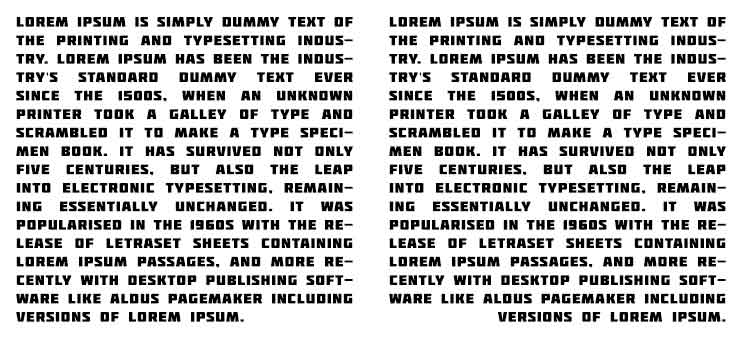 LOREM IPSUM IS SIMPLY DUMMY TEXT OF
THE PRINTING AND TYPESETTING INDUS-
TRY. LOREM IPSUM HAS BEEN THE INDUS-
TRY'S STANDARD DUMMY TEXT EVER
SINCE THE 1500S, WHEN AN UNKNOWN
PRINTER TOOK A GALLEY OF TYPE AND
SCRAMBLED IT TO MAKE A TYPE SPECI-
MEN BOOK. IT HAS SURVIVED NOT ONLY
FIVE CENTURIES, BUT ALSO THE LEAP
INTO ELECTRONIC TYPESETTING, REMAIN-
ING ESSENTIALLY UNCHANGED. IT WAS
POPULARISED IN THE 1960S WITH THE RE-
LEASE OF LETRASET SHEETS CONTAINING
LOREM IPSUM PASSAGES, AND MORE RE-
CENTLY WITH DESKTOP PUBLISHING SOFT-
WARE LIKE ALDUS PAGEMAKER INCLUDING
VERSIONS OF LOREM IPSUM.
LOREM IPSUM IS SIMPLY DUMMY TEXT OF
THE PRINTING AND TYPESETTING INDUS-
TRY. LOREM IPSUM HAS BEEN THE INDUS-
TRY'S STANDARD DUMMY TEXT EVER
SINCE THE 1500S, WHEN AN UNKNOWN
PRINTER TOOK A GALLEY OF TYPE AND
SCRAMBLED IT TO MAKE A TYPE SPECI-
MEN BOOK. IT HAS SURVIVED NOT ONLY
FIVE CENTURIES, BUT ALSO THE LEAP
INTO ELECTRONIC TYPESETTING, REMAIN-
ING ESSENTIALLY UNCHANGED. IT WAS
POPULARISED IN THE 1960S WITH THE RE-
LEASE OF LETRASET SHEETS CONTAINING
LOREM IPSUM PASSAGES, AND MORE RE-
CENTLY WITH DESKTOP PUBLISHING SOFT-
WARE LIKE ALDUS PAGEMAKER INCLUDING
VERSIONS OF LOREM IPSUM.